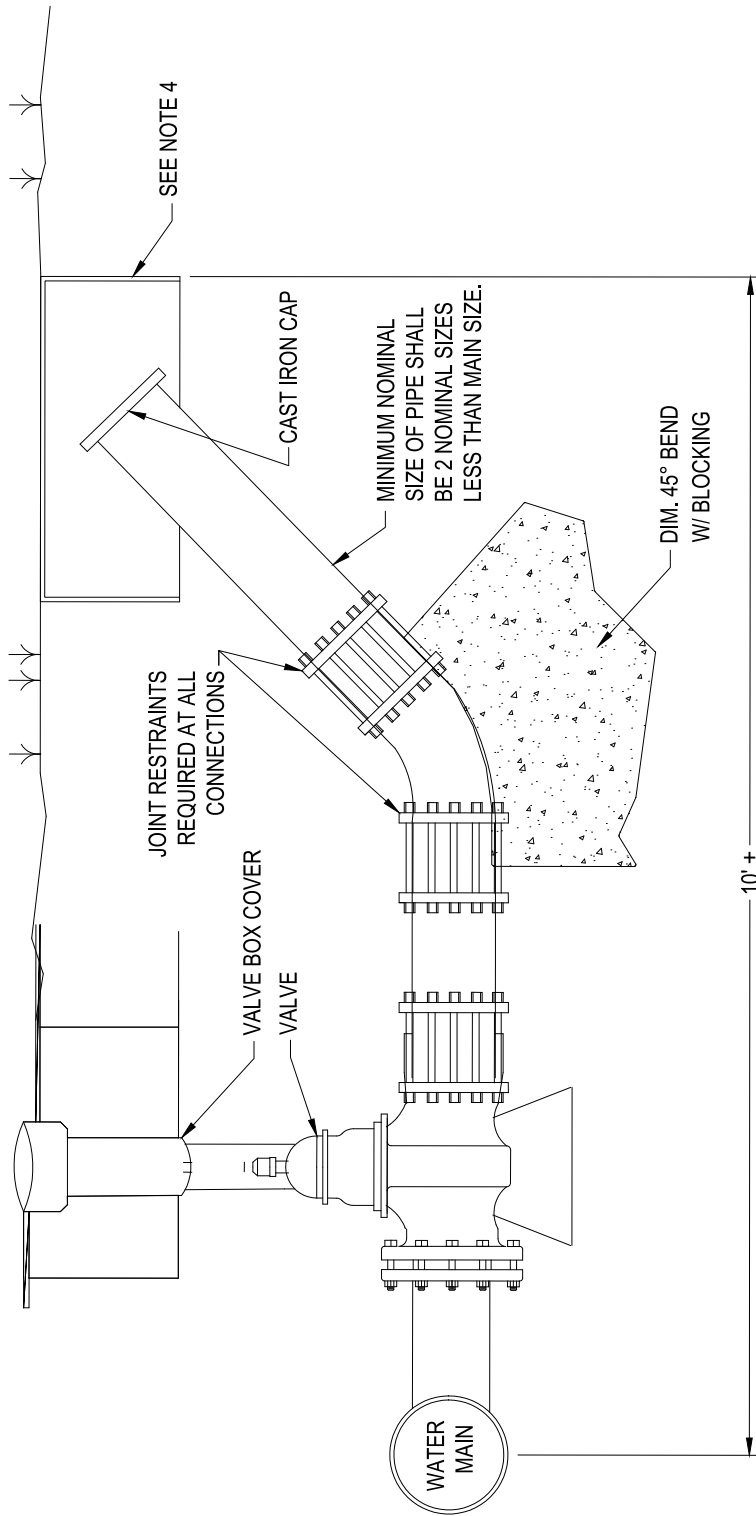 SEE NOTE 4
CAST IRON CAP
MINIMUM NOMINAL
SIZE OF PIPE SHALL
BE 2 NOMINAL SIZES
LESS THAN MAIN SIZE.
DIM. 45° BEND
W/ BLOCKING
JOINT RESTRAINTS
REQUIRED AT ALL
CONNECTIONS
VALVE BOX COVER
VALVE
WATER
MAIN
10' +